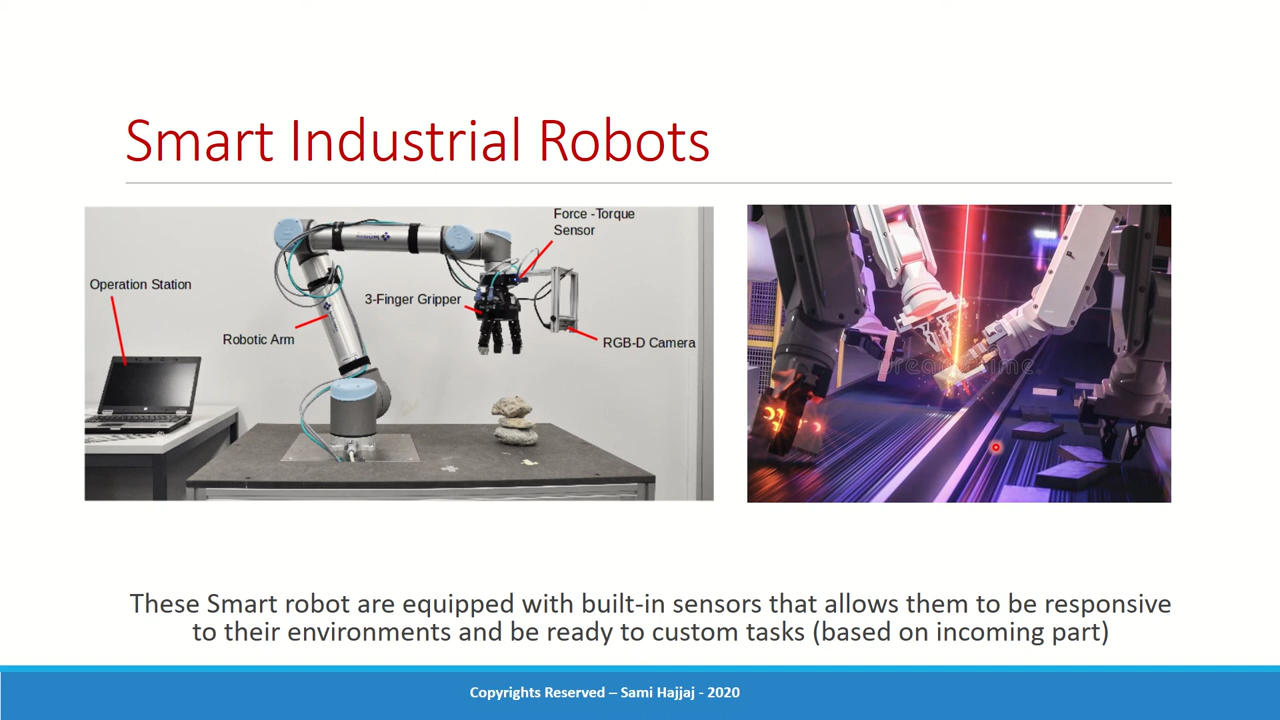 Smart Industrial Robots
Force -Torque
Sensor
Operation Station
3-Finger Gripper
Robotic Arm
RGB-D Camera
dreamstime.
These Smart robot are equipped with built-in sensors that allows them to be responsive
to their environments and be ready to custom tasks (based on incoming part)
Copyrights Reserved – Sami Hajjaj - 2020